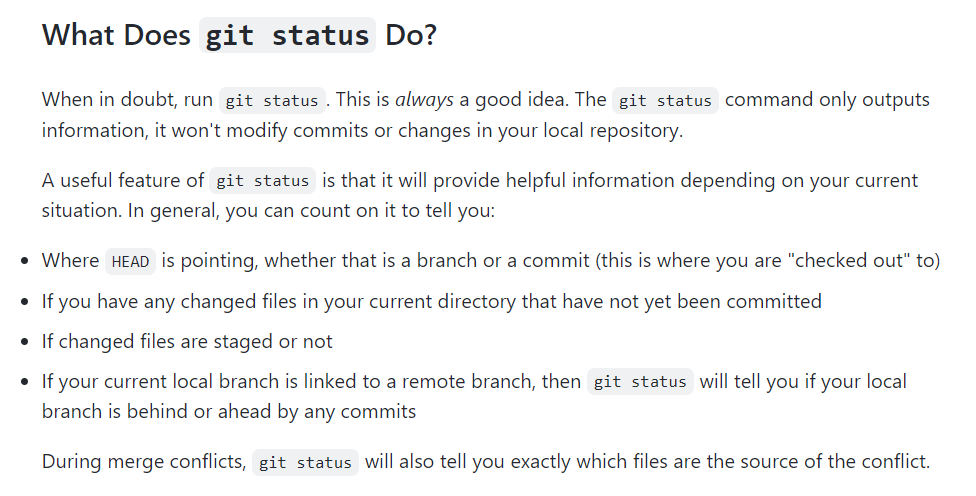 What Does git status Do?
When in doubt, run git status. This is always a good idea. The git status command only outputs
information, it won't modify commits or changes in your local repository.
A useful feature of git status is that it will provide helpful information depending on your current
situation. In general, you can count on it to tell you:
• Where HEAD is pointing, whether that is a branch or a commit (this is where you are "checked out" to)
• If you have any changed files in your current directory that have not yet been committed
• If changed files are staged or not
• If your current local branch is linked to a remote branch, then git status will tell you if your local
branch is behind or ahead by any commits
During merge conflicts, git status will also tell you exactly which files are the source of the conflict.